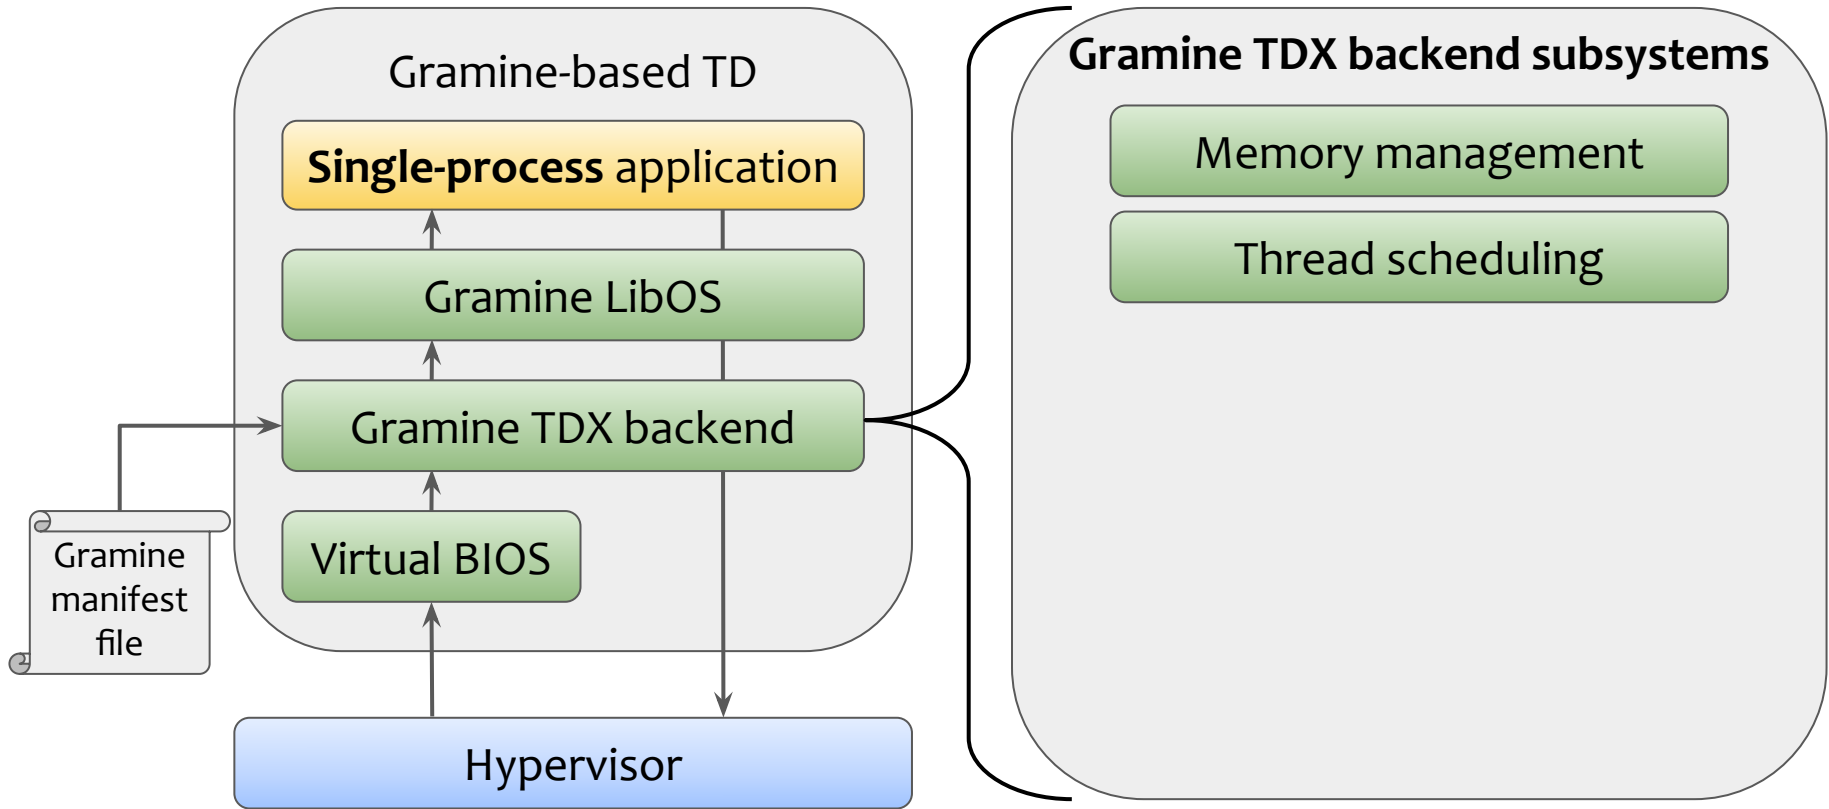 Gramine-based TD
Single-process application
Gramine LibOS
Gramine TDX backend
Virtual BIOS
Gramine
manifest
file
Hypervisor
Gramine TDX backend subsystems
Memory management
Thread scheduling